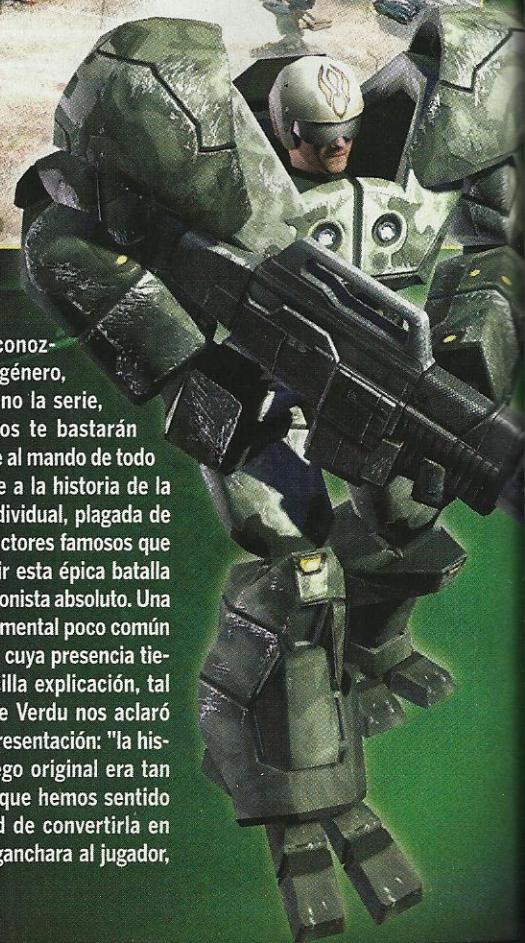 conoz-
género,
no la serie,
os te bastarán
e al mando de todo
e a la historia de la
dividual, plagada de
ctores famosos que
ir esta épica batalla
onista absoluto. Una
mental poco común
cuya presencia tie-
silla explicación, tal
e Verdu nos aclaró
resentación: "la his-
ego original era tan
que hemos sentido
d de convertirla en
ganchara al jugador,